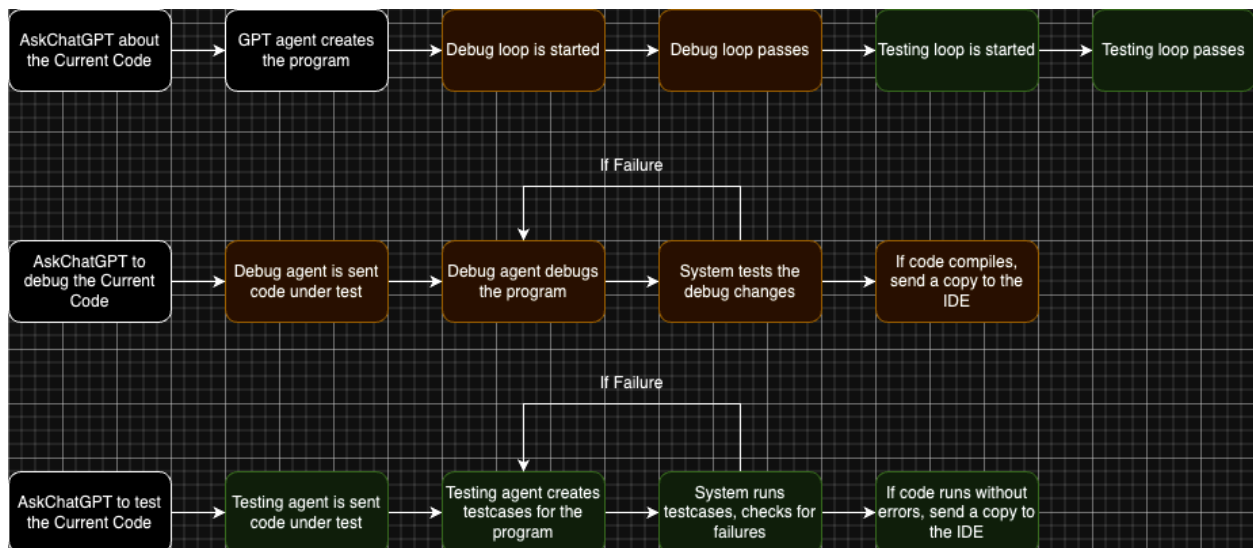 AskChatGPT about
the Current Code
GPT agent creates
the program
Debug loop is started
Debug loop passes
Testing loop is started
Testing loop passes
If Failure
AskChatGPT to
debug the Current
Code
Debug agent is sent
code under test
Debug agent debugs
the program
System tests the
debug changes
If code compiles,
send a copy to the
IDE
If Failure
AskChatGPT to test
the Current Code
Testing agent is sent
code under test
Testing agent creates
testcases for the
program
System runs
testcases, checks for
failures
If code runs without
errors, send a copy to
the IDE